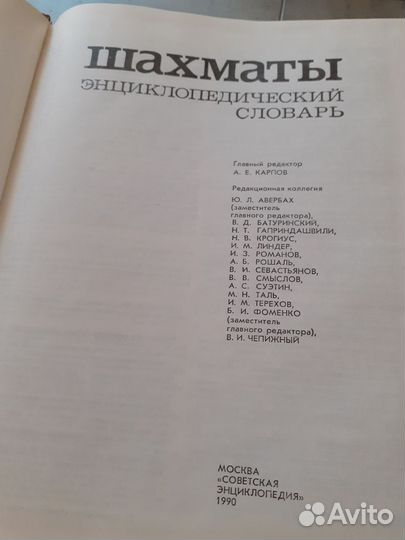 шахматы
ЭНЦИКЛОПЕДИЧЕСКИЙ
СЛОВАРЬ
Главный редактор
А. Е. КАРПОВ
Редакционная коллегия
Ю. Л. АВЕРБАХ
(заместитель
главного редактора),
В. Д. БАТУРИНСКИЙ,
Н. Т. ГАПРИНДАШВИЛИ,
Н. В. КРОГИУС,
И. М. ЛИНДЕР,
И. З. РОМАНОВ,
А. Б. РОШАЛЬ,
В. И. СЕВАСТЬЯНОВ,
В. В. СМЫСЛОВ,
А. С. СУЭТИН,
М. Н. ТАЛЬ,
И. М. ТЕРЕХОВ,
Б. И. ФОМЕНКО
(заместитель
главного редактора),
В. И. ЧЕПИЖНЫЙ
МОСКВА
«СОВЕТСКАЯ
ЭНЦИКЛОПЕДИЯ»
1990
Avito